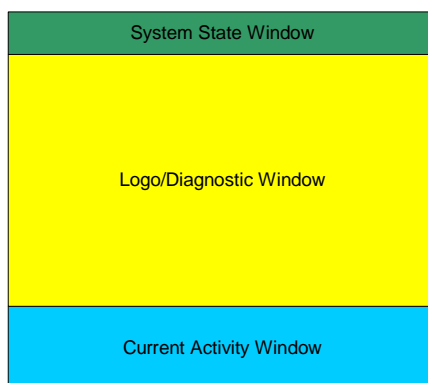 System State Window
Logo/Diagnostic Window
Current Activity Window